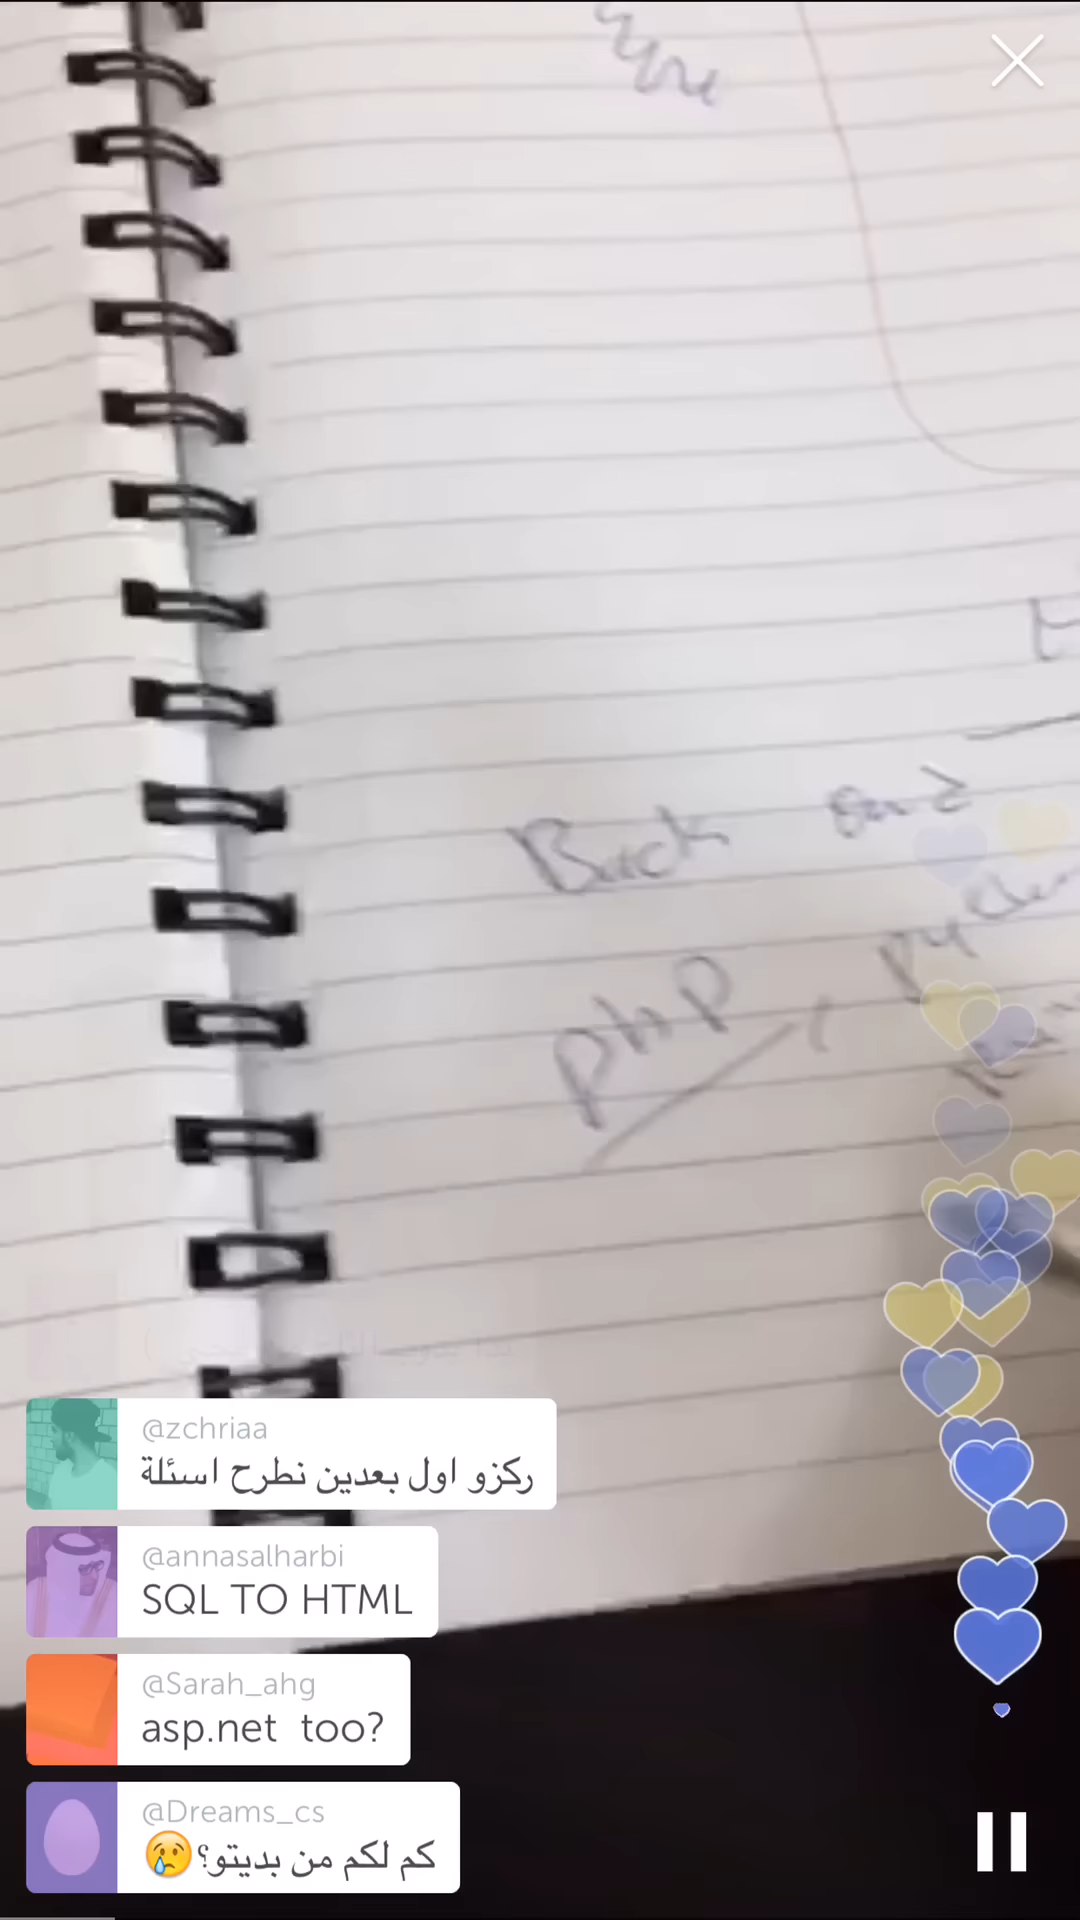 Back end
PhP ,
@zchriaa
ركزو اول بعدين نطرح اسئلة
@annasalharbi
SQL TO HTML
@Sarah_ahg
asp.net too?
@Dreams_cs
كم لكم من بديتو؟😢